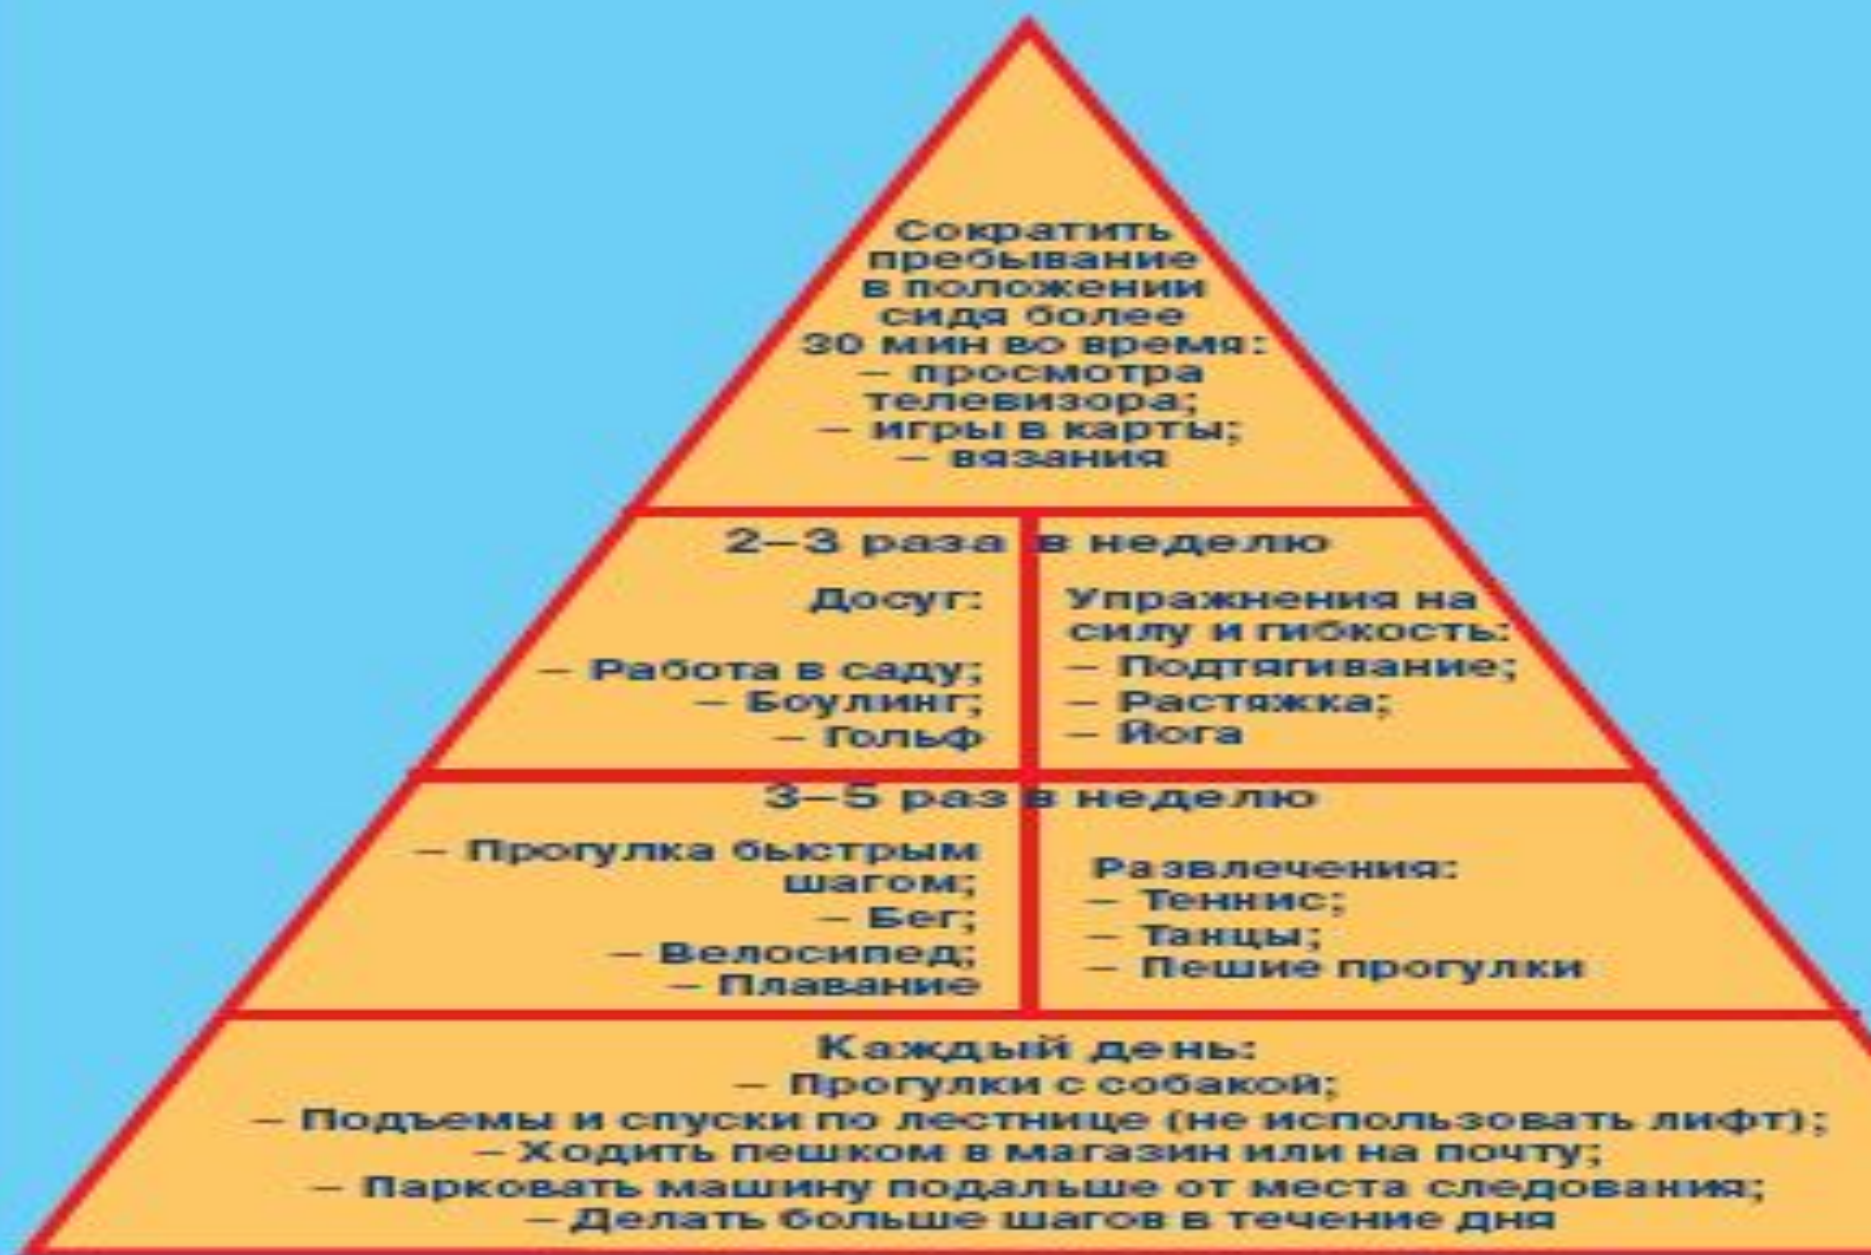 Сократить
пребывание
в положении
сидя более
30 мин во время:
– просмотра
телевизора;
– игры в карты;
– вязания
2–3 раза в неделю
Досуг:
– Работа в саду;
– Боулинг;
– Гольф
Упражнения на
силу и гибкость:
– Подтягивание;
– Растяжка;
– Йога
3–5 раз в неделю
– Прогулка быстрым
шагом;
– Бег;
– Велосипед;
– Плавание
Развлечения:
– Теннис;
– Танцы;
– Пешие прогулки
Каждый день:
– Прогулки с собакой;
– Подъемы и спуски по лестнице (не использовать лифт);
– Ходить пешком в магазин или на почту;
– Парковать машину подальше от места следования;
– Делать больше шагов в течение дня